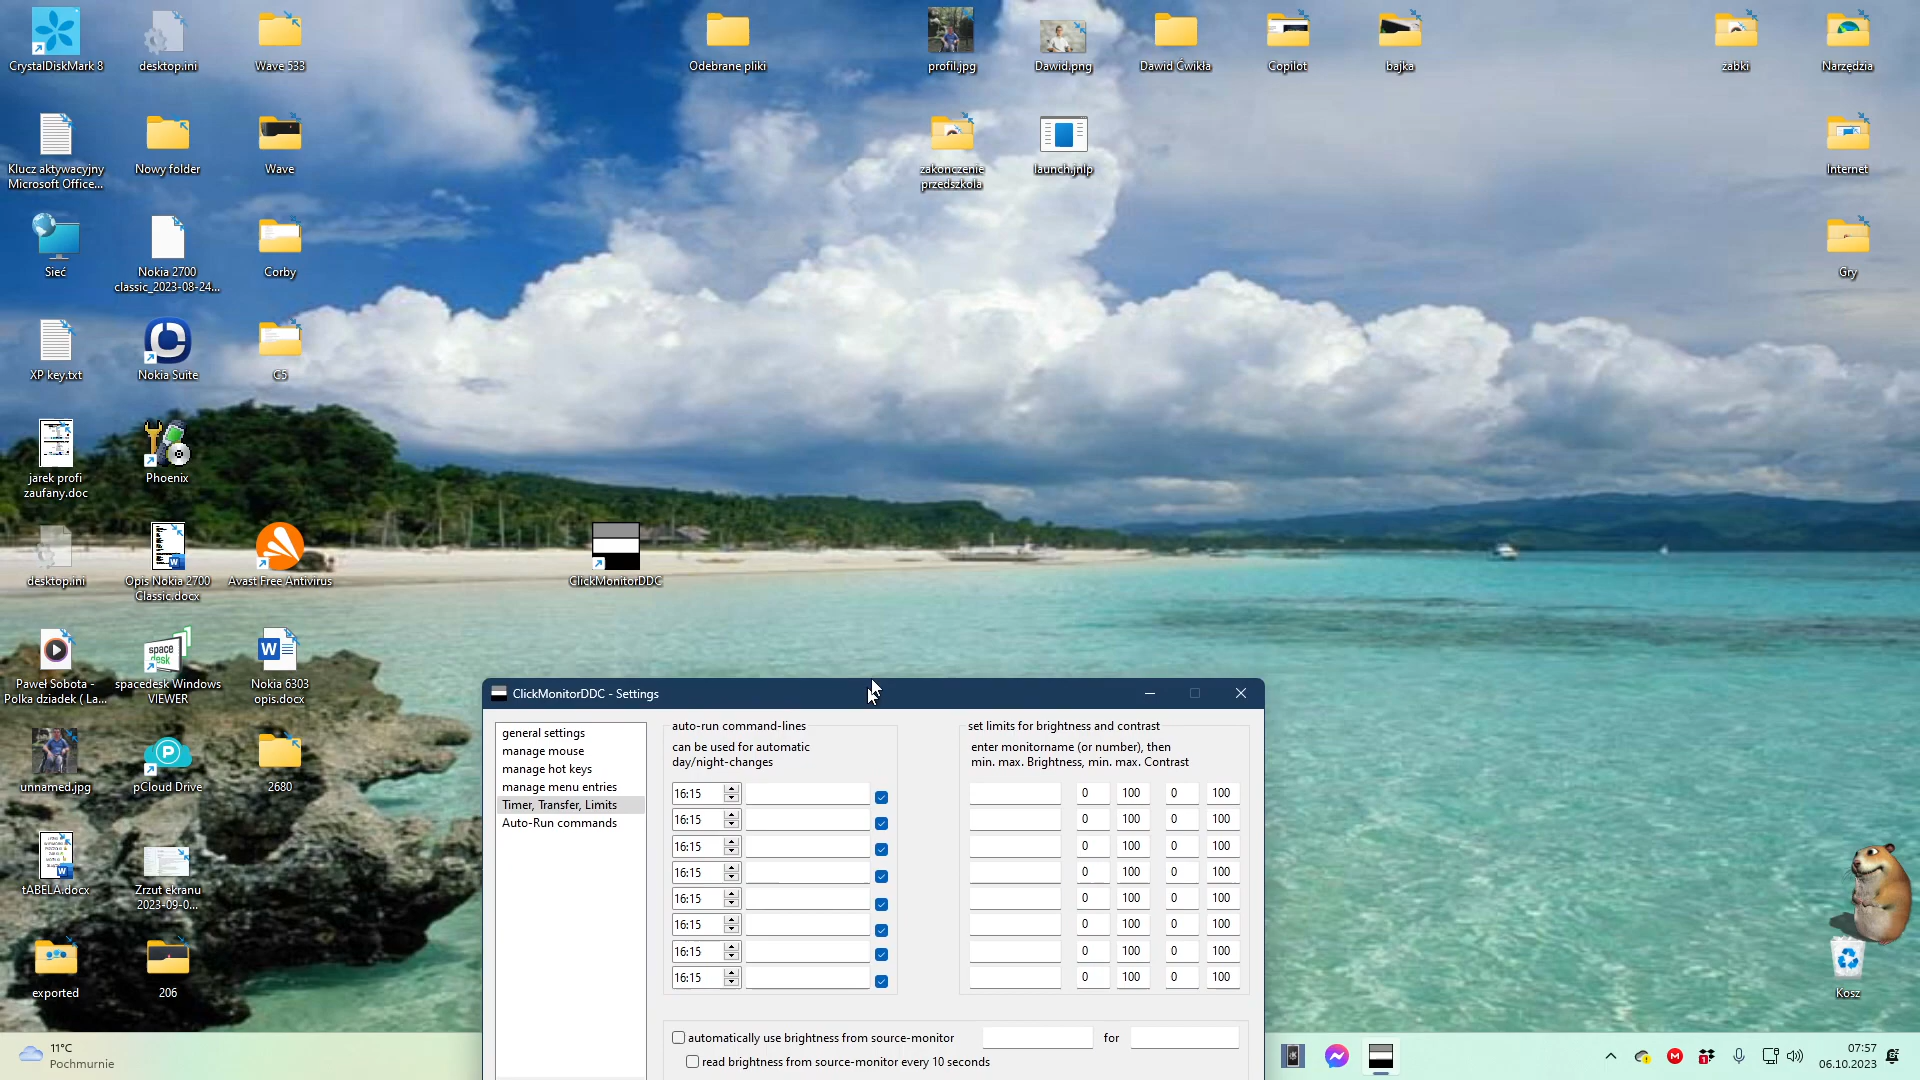 CrystalDiskMark 8
desktop.ini
Wave 533
Odebrane pliki
profil.jpg
Dawid.png
Dawid Ćwikła
Copilot
bajka
zabki
Narzędzia
Klucz aktywacyjny
Microsoft Office...
Nowy folder
Wave
zakonczenie
przedszkola
launch.jnlp
Internet
Sieć
Nokia 2700
classic_2023-08-24...
Corby
Gry
XP key.txt
Nokia Suite
C5
jarek profi
zaufany.doc
Phoenix
desktop.ini
Opis Nokia 2700
Classic.docx
Avast Free Antivirus
ClickMonitorDDC
Paweł Sobota -
Polka dziadek ( La...
space
desk
spacedesk Windows
VIEWER
Nokia 6303
opis.docx
unnamed.jpg
pCloud Drive
2680
tABELA.docx
Zrzut ekranu
2023-09-0...
exported
206
Kosz
ClickMonitorDDC - Settings
general settings
manage mouse
manage hot keys
manage menu entries
Timer, Transfer, Limits
Auto-Run commands
auto-run command-lines
can be used for automatic
day/night-changes
16:15
16:15
16:15
16:15
16:15
16:15
16:15
16:15
set limits for brightness and contrast
enter monitorname (or number), then
min. max. Brightness, min. max. Contrast
0 100 0 100
0 100 0 100
0 100 0 100
0 100 0 100
0 100 0 100
0 100 0 100
0 100 0 100
0 100 0 100
automatically use brightness from source-monitor for
read brightness from source-monitor every 10 seconds
11°C
Pochmurnie
07:57
06.10.2023